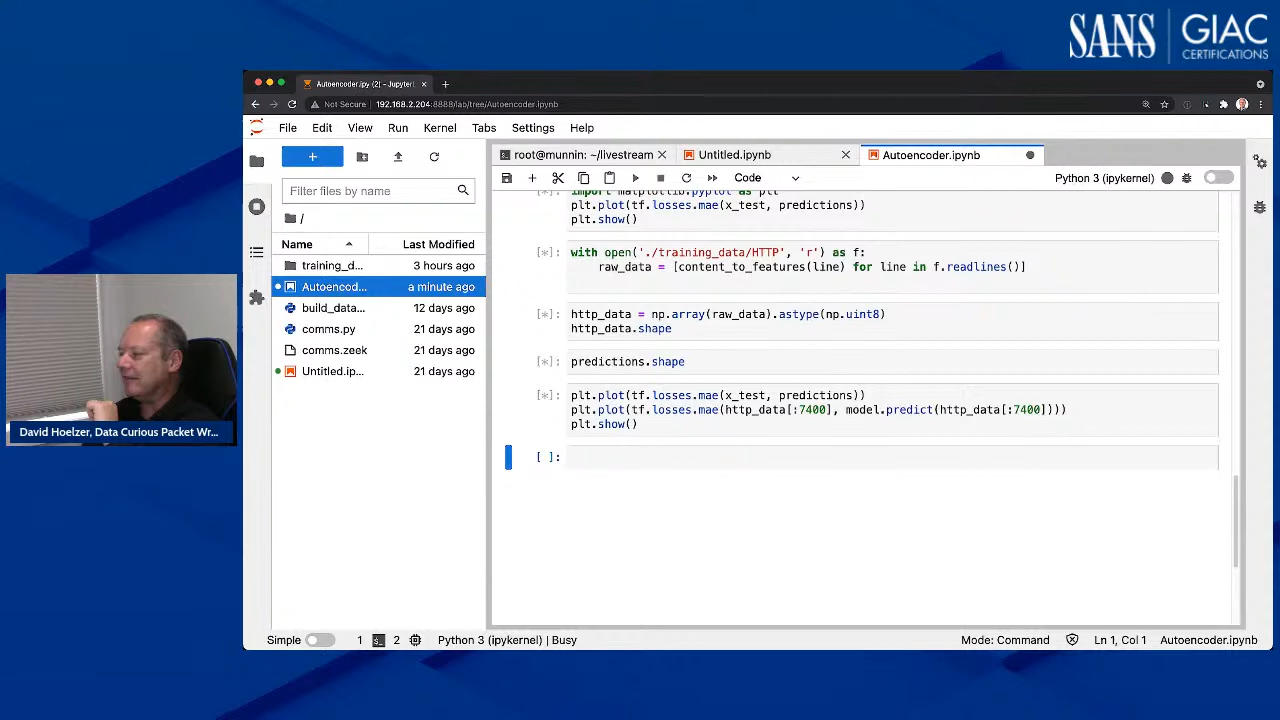 SANS GIAC
CERTIFICATIONS
Autoencoder.ipy (2) - Jupyter
Not Secure 192.168.2.204:8888/lab/tree/Autoencoder.ipynb
File Edit View Run Kernel Tabs Settings Help
root@munnin: ~/livestream
Untitled.ipynb
Autoencoder.ipynb
Code
Python 3 (ipykernel)
Filter files by name
/
Name Last Modified
training_d... 3 hours ago
Autoencod... a minute ago
build_data... 12 days ago
comms.py 21 days ago
comms.zeek 21 days ago
Untitled.ip... 21 days ago
[*]: import matplotlib.pyplot as plt
plt.plot(tf.losses.mae(x_test, predictions))
plt.show()
[*]: with open('./training_data/HTTP', 'r') as f:
raw_data = [content_to_features(line) for line in f.readlines()]
[*]: http_data = np.array(raw_data).astype(np.uint8)
http_data.shape
[*]: predictions.shape
[*]: plt.plot(tf.losses.mae(x_test, predictions))
plt.plot(tf.losses.mae(http_data[:7400], model.predict(http_data[:7400])))
plt.show()
[ ]:
David Hoelzer, Data Curious Packet Wr...
Simple 1 2 Python 3 (ipykernel) | Busy Mode: Command Ln 1, Col 1 Autoencoder.ipynb